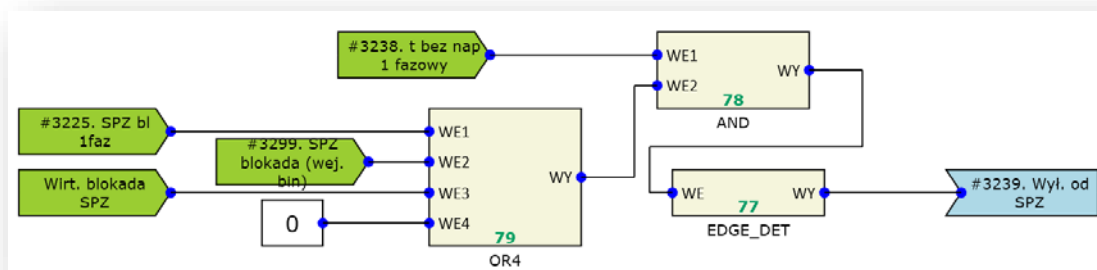 #3238. t bez nap
1 fazowy
WE1
WE2
WY
78
AND
#3225. SPZ bl
1faz
#3299. SPZ
blokada (wej.
bin)
Wirt. blokada
SPZ
0
WE1
WE2
WE3
WE4
WY
79
OR4
WE
WY
77
EDGE_DET
#3239. Wył. od
SPZ